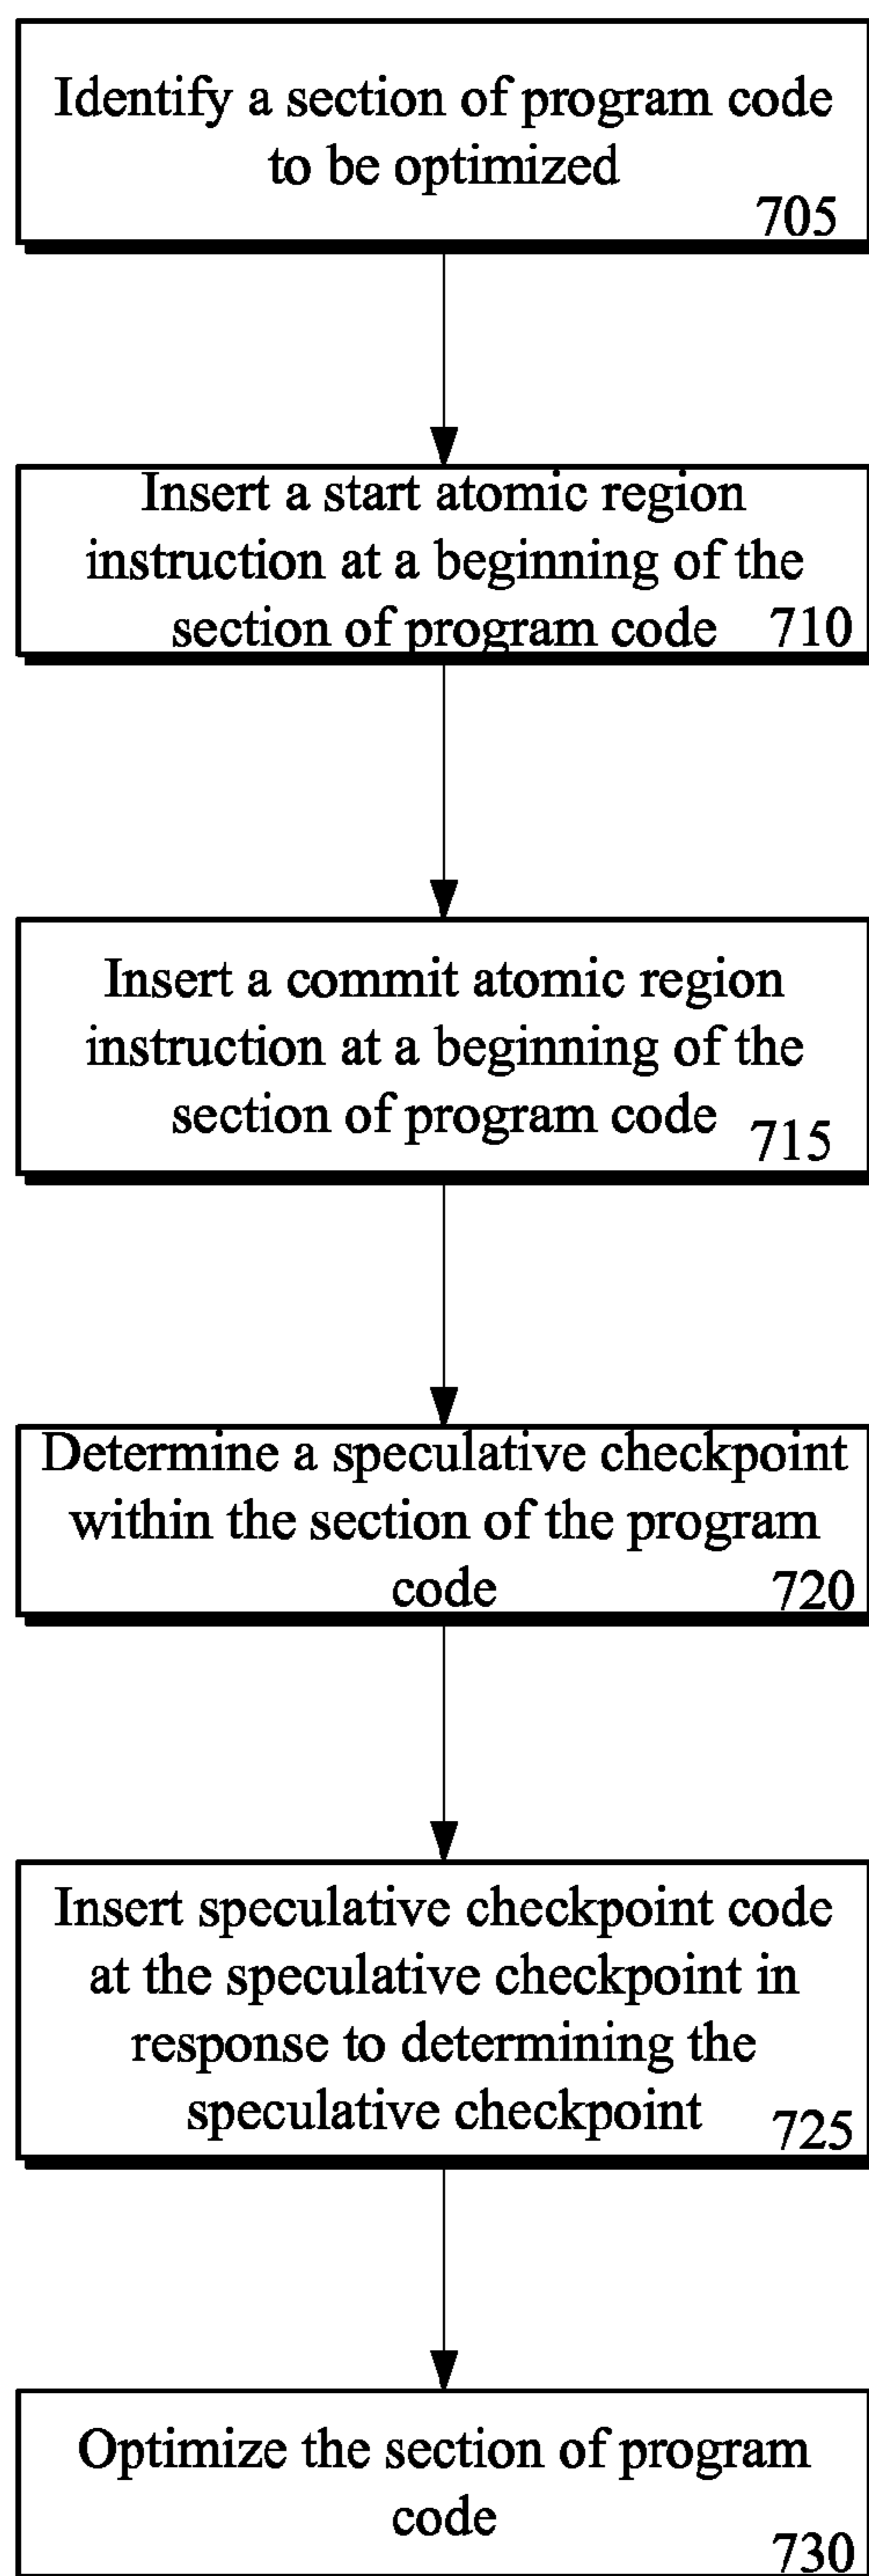 Identify a section of program code
to be optimized
705
Insert a start atomic region
instruction at a beginning of the
section of program code 710
Insert a commit atomic region
instruction at a beginning of the
section of program code
715
Determine a speculative checkpoint
within the section of the program
code 720
Insert speculative checkpoint code
at the speculative checkpoint in
response to determining the
speculative checkpoint
725
Optimize the section of program
code
730